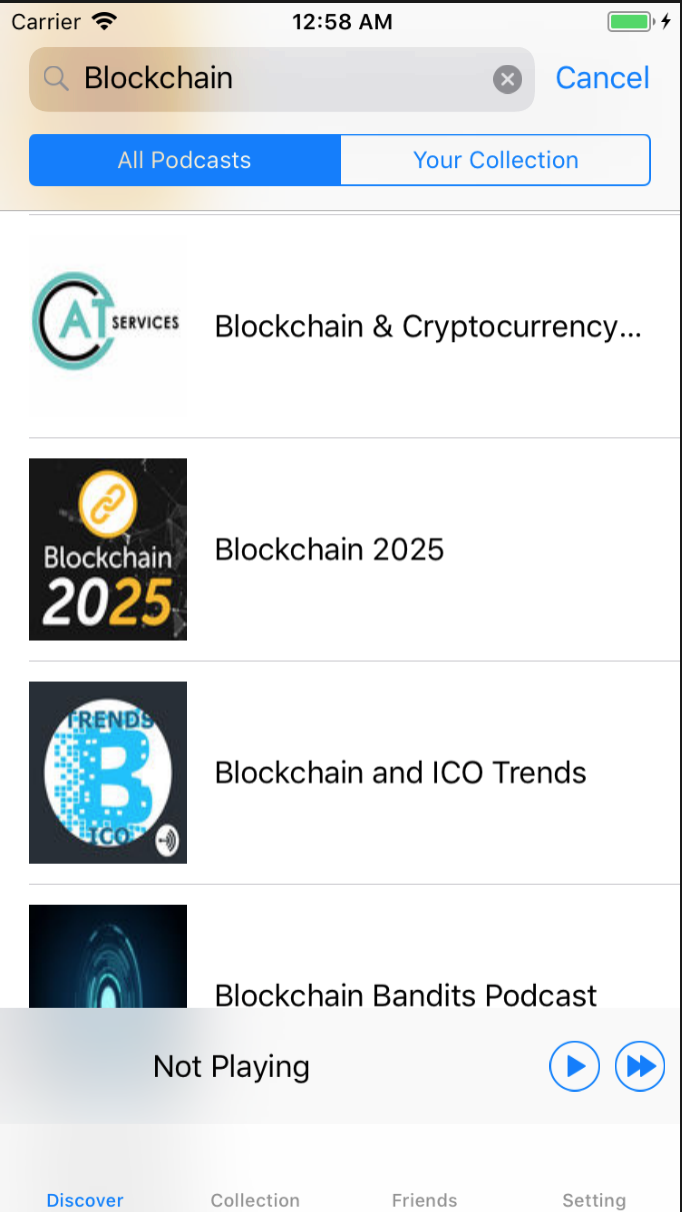 Carrier 12:58 AM
Blockchain Cancel
All Podcasts Your Collection
CAT SERVICES
Blockchain & Cryptocurrency...
Blockchain
2025
Blockchain 2025
TRENDS
B
ICO
Blockchain and ICO Trends
Blockchain Bandits Podcast
Not Playing
Discover Collection Friends Setting